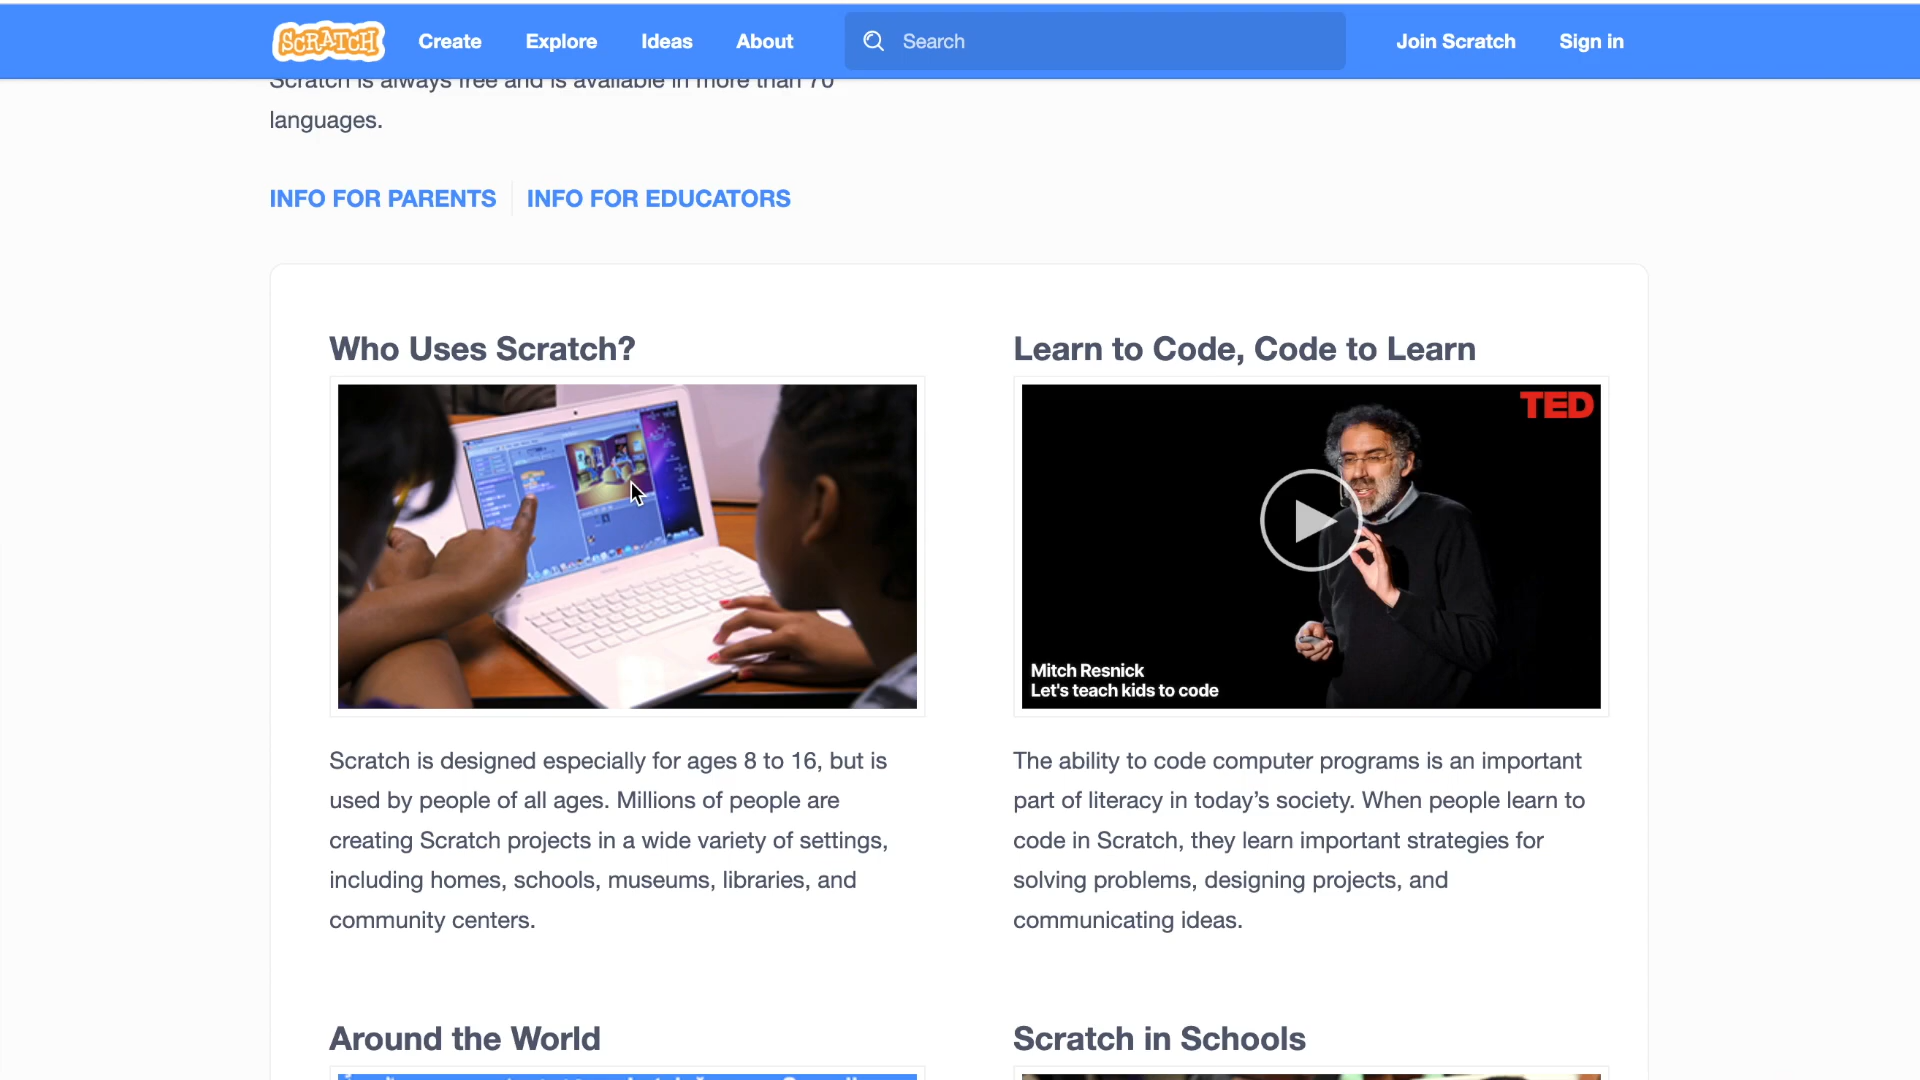 SCRATCH Create Explore Ideas About Search Join Scratch Sign in
Scratch is always free and is available in more than 70
languages.
INFO FOR PARENTS INFO FOR EDUCATORS
Who Uses Scratch?
Learn to Code, Code to Learn
TED
Mitch Resnick
Let's teach kids to code
Scratch is designed especially for ages 8 to 16, but is
used by people of all ages. Millions of people are
creating Scratch projects in a wide variety of settings,
including homes, schools, museums, libraries, and
community centers.
The ability to code computer programs is an important
part of literacy in today’s society. When people learn to
code in Scratch, they learn important strategies for
solving problems, designing projects, and
communicating ideas.
Around the World
Scratch in Schools